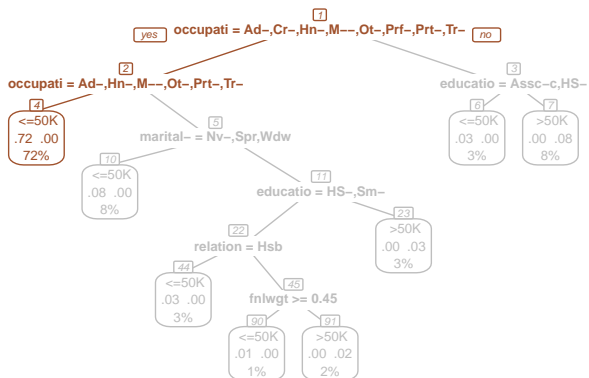 1
yes occupati = Ad−,Cr−,Hn−,M−−,Ot−,Prf−,Prt−,Tr− no
2 3
occupati = Ad−,Hn−,M−−,Ot−,Prt−,Tr− educatio = Assc−c,HS−
4 5 6 7
<=50K <=50K >50K
.72 .00 .03 .00 .00 .08
72% 3% 8%
marital− = Nv−,Spr,Wdw
10 11
<=50K
.08 .00
8%
educatio = HS−,Sm−
22 23
>50K
.00 .03
3%
relation = Hsb
44 45
<=50K
.03 .00
3%
fnlwgt >= 0.45
90 91
<=50K >50K
.01 .00 .00 .02
1% 2%